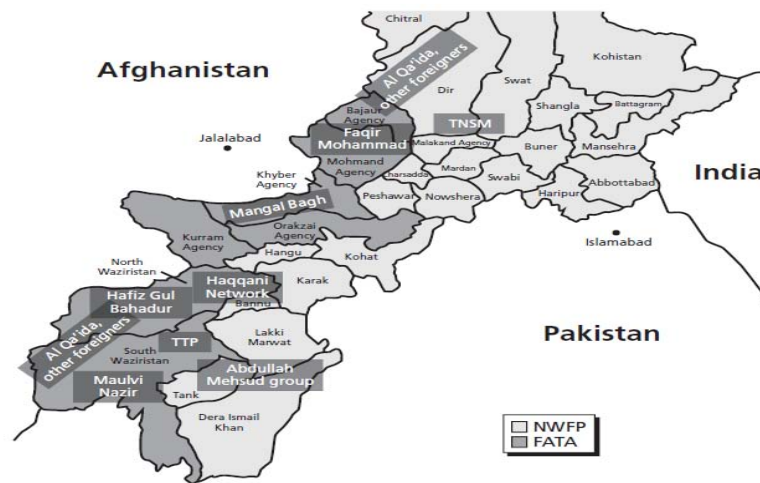 Chitral
Kohistan
Afghanistan
Al Qa'ida,
other foreigners
Dir
Swat
Shangla
Battagram
Bajaur
Agency
TNSM
Jalalabad
Faqir
Mohammad
Malakand Agency
Buner
Mansehra
Mohmand
Agency
Mardan
India
Khyber
Agency
Charsadda
Swabi
Abbottabad
Peshawar
Nowshera
Haripur
Mangal Bagh
Orakzai
Agency
Islamabad
Kurram
Agency
Hangu
Kohat
North
Waziristan
Haqqani
Network
Karak
Hafiz Gul
Bahadur
Bannu
Al Qa'ida,
other foreigners
TTP
Lakki
Marwat
Pakistan
South
Waziristan
Abdullah
Mehsud group
Maulvi
Nazir
Tank
Dera Ismail
Khan
NWFP
FATA